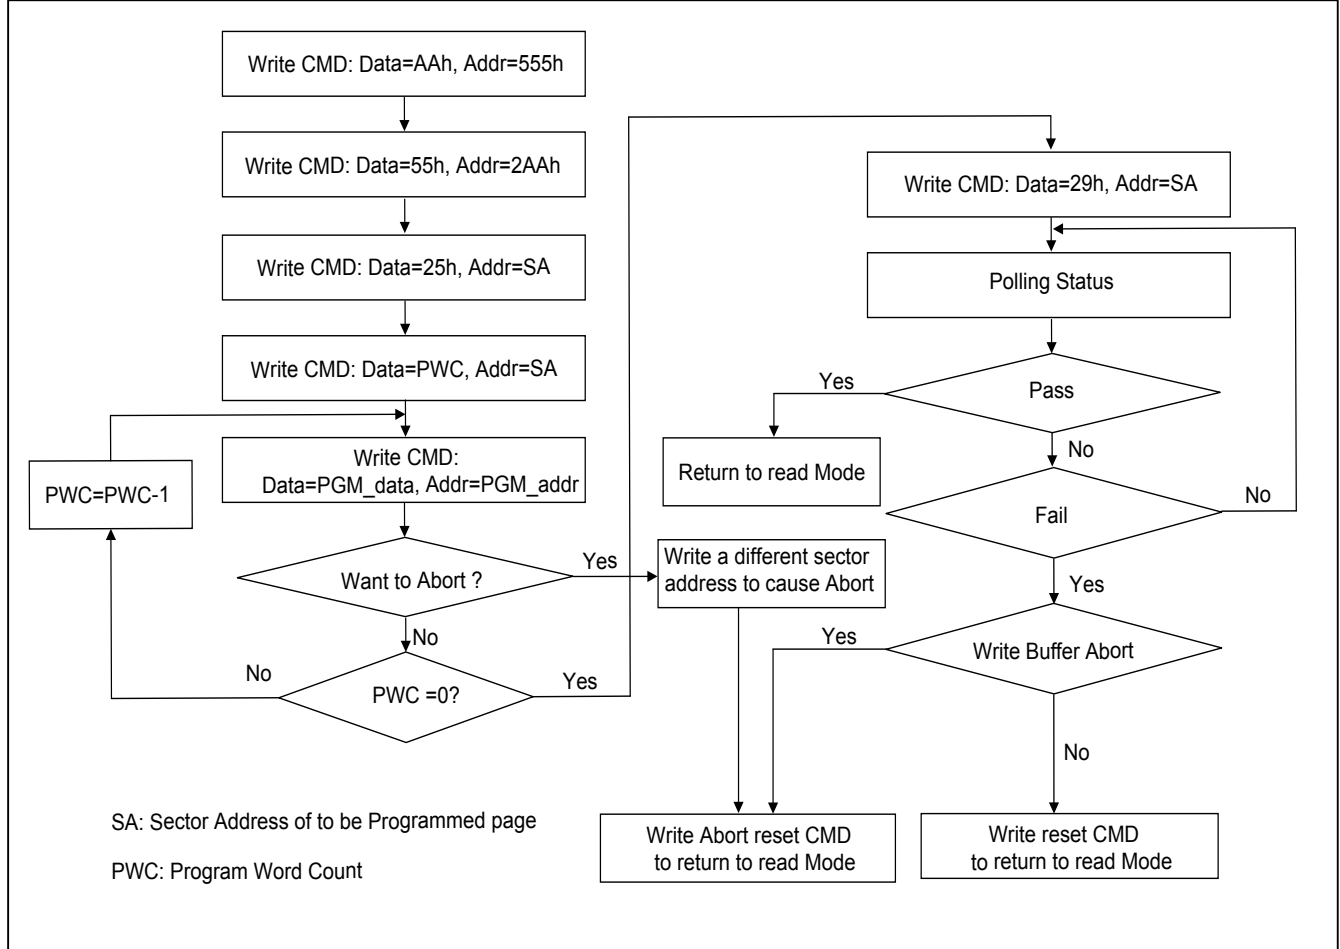 Write CMD: Data=AAh, Addr=555h
Write CMD: Data=55h, Addr=2AAh
Write CMD: Data=25h, Addr=SA
Write CMD: Data=PWC, Addr=SA
Write CMD:
Data=PGM_data, Addr=PGM_addr
PWC=PWC-1
Want to Abort ?
Yes
No
PWC =0?
No
Yes
Write a different sector
address to cause Abort
Write CMD: Data=29h, Addr=SA
Polling Status
Pass
Yes
No
Return to read Mode
Fail
No
Yes
Write Buffer Abort
Yes
No
Write Abort reset CMD
to return to read Mode
Write reset CMD
to return to read Mode
SA: Sector Address of to be Programmed page
PWC: Program Word Count